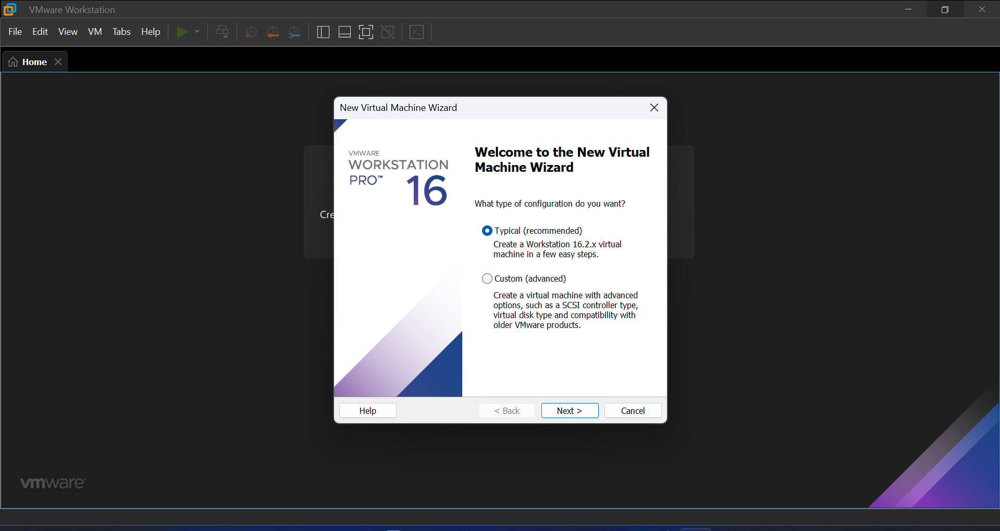 VMware Workstation
File Edit View VM Tabs Help
Home
New Virtual Machine Wizard
VMWARE
WORKSTATION
PRO™ 16
Welcome to the New Virtual
Machine Wizard
What type of configuration do you want?
Typical (recommended)
Create a Workstation 16.2.x virtual
machine in a few easy steps.
Custom (advanced)
Create a virtual machine with advanced
options, such as a SCSI controller type,
virtual disk type and compatibility with
older VMware products.
Cre
Help < Back Next > Cancel
vmware®